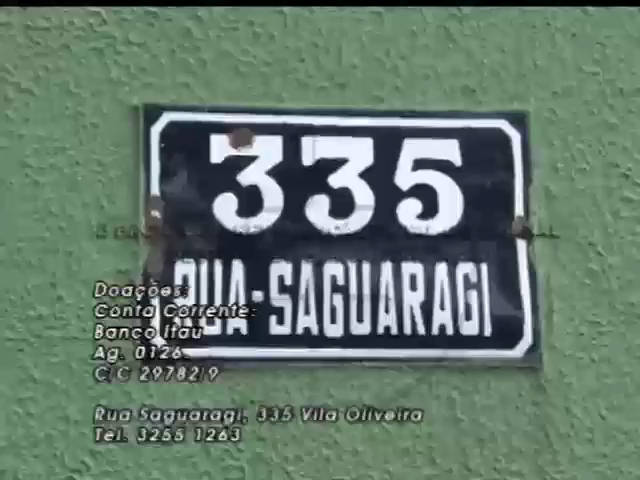 335
RUA-SAGUARAGI
Doações:
Conta Corrente:
Banco Itau
Ag. 0126
C/C 29782/9
Rua Saguaragi, 335 Vila Oliveira
Tel. 3255 1263